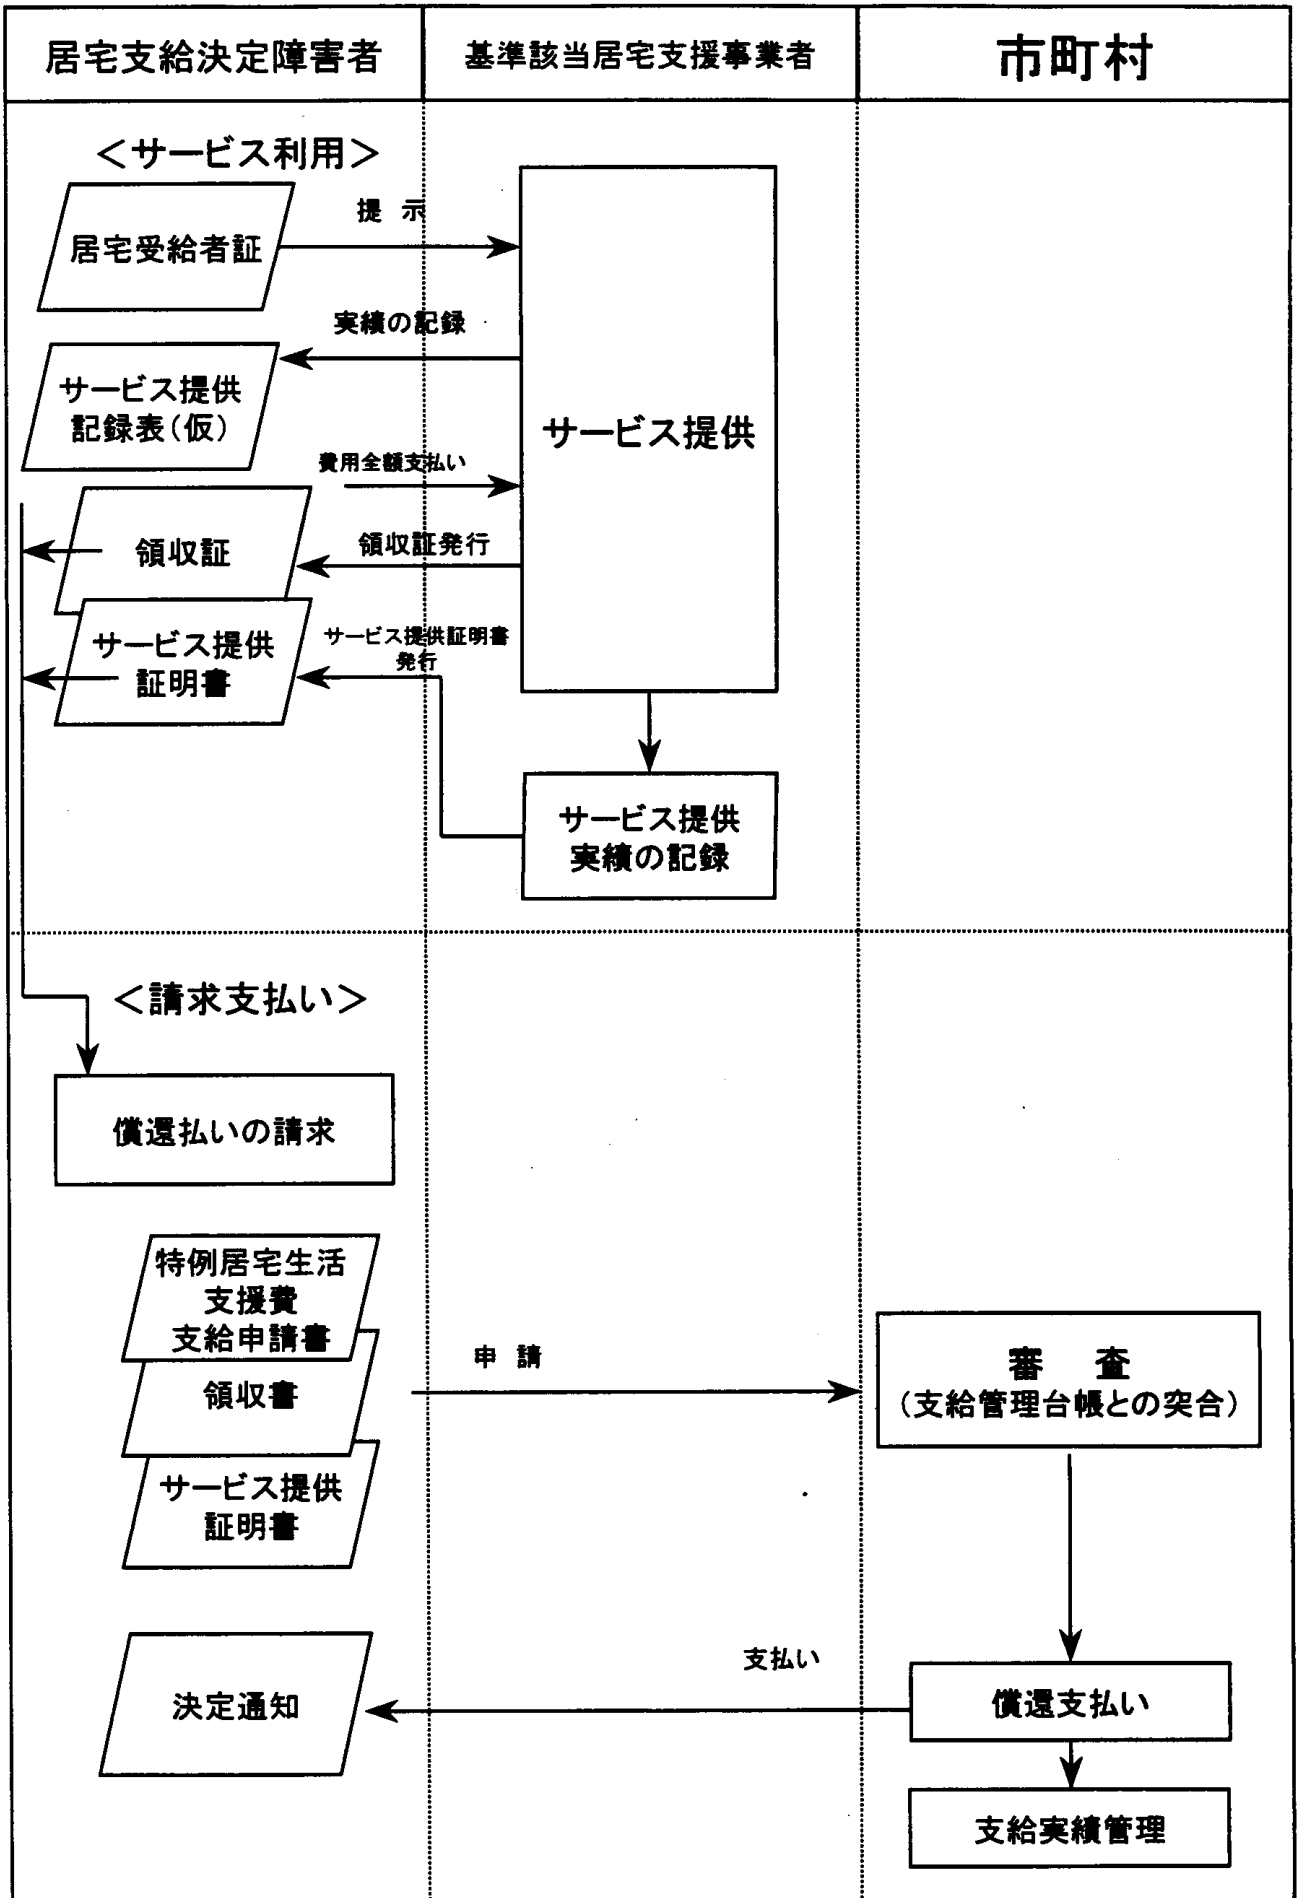 居宅支給決定障害者
基準該当居宅支援事業者
市町村
＜サービス利用＞
提 示
居宅受給者証
実績の記録
サービス提供
記録表（仮）
サービス提供
費用全額支払い
領収証
領収証発行
サービス提供
証明書
サービス提供証明書
発行
サービス提供
実績の記録
＜請求支払い＞
償還払いの請求
特例居宅生活
支援費
支給申請書
領収書
サービス提供
証明書
申 請
審 査
（支給管理台帳との突合）
決定通知
支払い
償還支払い
支給実績管理